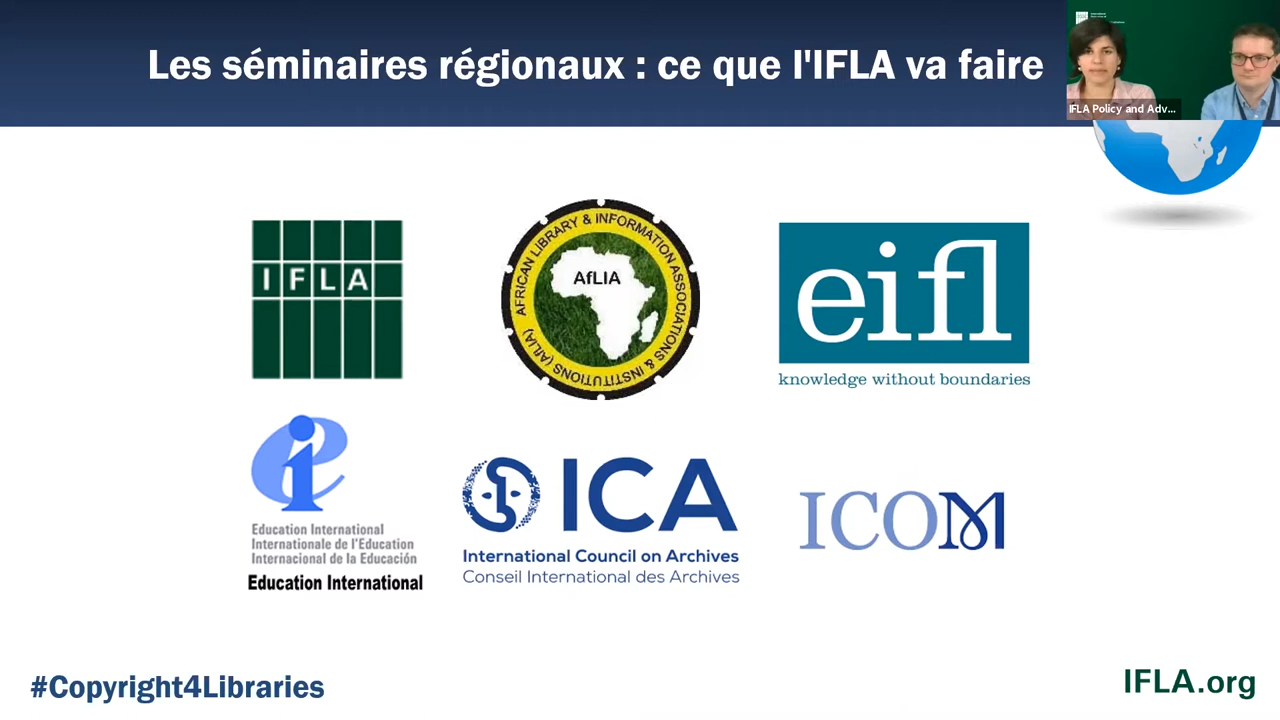 Les séminaires régionaux : ce que l'IFLA va faire
IFLA Policy and Adv...
IFLA
AFRICAN LIBRARY & INFORMATION ASSOCIATIONS & INSTITUTIONS (AfLIA)
AfLIA
eifl
knowledge without boundaries
Education International
Internationale de l'Education
Internacional de la Educación
Education International
ICA
International Council on Archives
Conseil International des Archives
ICOM
#Copyright4Libraries
IFLA.org